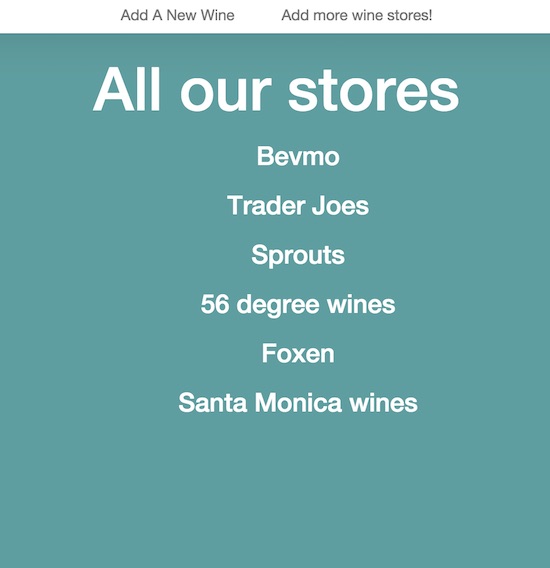 Add A New Wine Add more wine stores!
All our stores
Bevmo
Trader Joes
Sprouts
56 degree wines
Foxen
Santa Monica wines